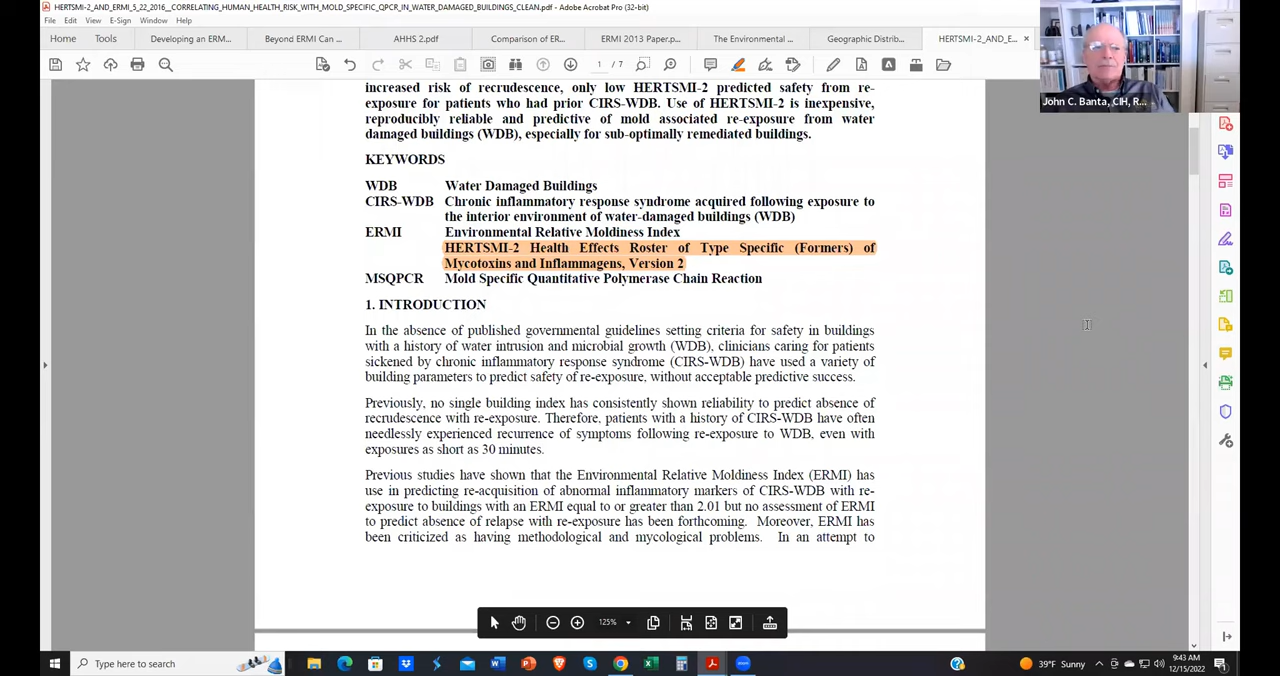 HERTSMI-2_AND_ERMI_5_22_2016__CORRELATING_HUMAN_HEALTH_RISK_WITH_MOLD_SPECIFIC_QPCR_IN_WATER_DAMAGED_BUILDINGS_CLEAN.pdf - Adobe Acrobat Pro (32-bit)
File Edit View E-Sign Window Help
Home Tools Developing an ERM... Beyond ERMI Can ... AHHS 2.pdf Comparison of ER... ERMI 2013 Paper.p... The Environmental ... Geographic Distrib... HERTSMI-2_AND_E... ×
1 / 7
John C. Banta, CIH, R...
increased risk of recrudescence, only low HERTSMI-2 predicted safety from re-
exposure for patients who had prior CIRS-WDB. Use of HERTSMI-2 is inexpensive,
reproducibly reliable and predictive of mold associated re-exposure from water
damaged buildings (WDB), especially for sub-optimally remediated buildings.
KEYWORDS
WDB Water Damaged Buildings
CIRS-WDB Chronic inflammatory response syndrome acquired following exposure to
the interior environment of water-damaged buildings (WDB)
ERMI Environmental Relative Moldiness Index
HERTSMI-2 Health Effects Roster of Type Specific (Formers) of
Mycotoxins and Inflammagens, Version 2
MSQPCR Mold Specific Quantitative Polymerase Chain Reaction
1. INTRODUCTION
In the absence of published governmental guidelines setting criteria for safety in buildings
with a history of water intrusion and microbial growth (WDB), clinicians caring for patients
sickened by chronic inflammatory response syndrome (CIRS-WDB) have used a variety of
building parameters to predict safety of re-exposure, without acceptable predictive success.
Previously, no single building index has consistently shown reliability to predict absence of
recrudescence with re-exposure. Therefore, patients with a history of CIRS-WDB have often
needlessly experienced recurrence of symptoms following re-exposure to WDB, even with
exposures as short as 30 minutes.
Previous studies have shown that the Environmental Relative Moldiness Index (ERMI) has
use in predicting re-acquisition of abnormal inflammatory markers of CIRS-WDB with re-
exposure to buildings with an ERMI equal to or greater than 2.01 but no assessment of ERMI
to predict absence of relapse with re-exposure has been forthcoming. Moreover, ERMI has
been criticized as having methodological and mycological problems. In an attempt to
125%
Type here to search
39°F Sunny
9:43 AM
12/15/2022